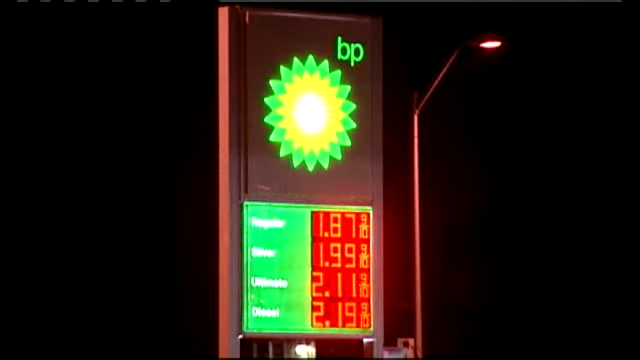 bp
Regular 1.87 9/10
Silver 1.99 9/10
Ultimate 2.11 9/10
Diesel 2.19 9/10